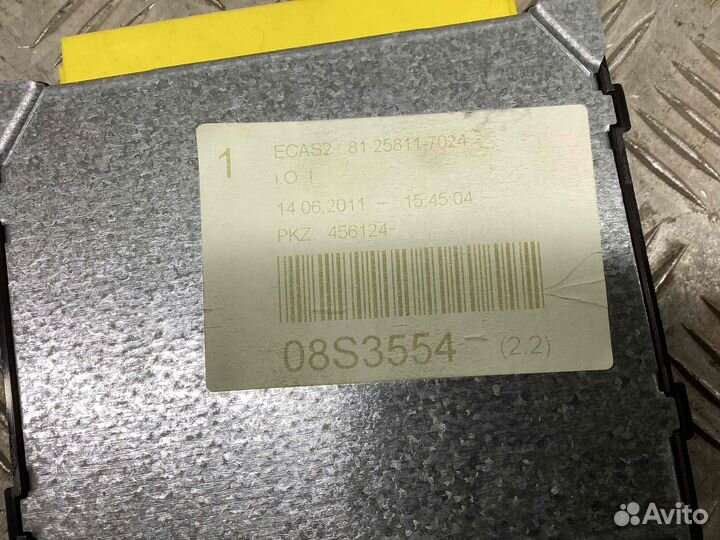 1
ECAS2 81 25811-7024
i.O. I
14.06.2011 - 15:45:04
PKZ: 456124-
08S3554 (2.2)
Avito